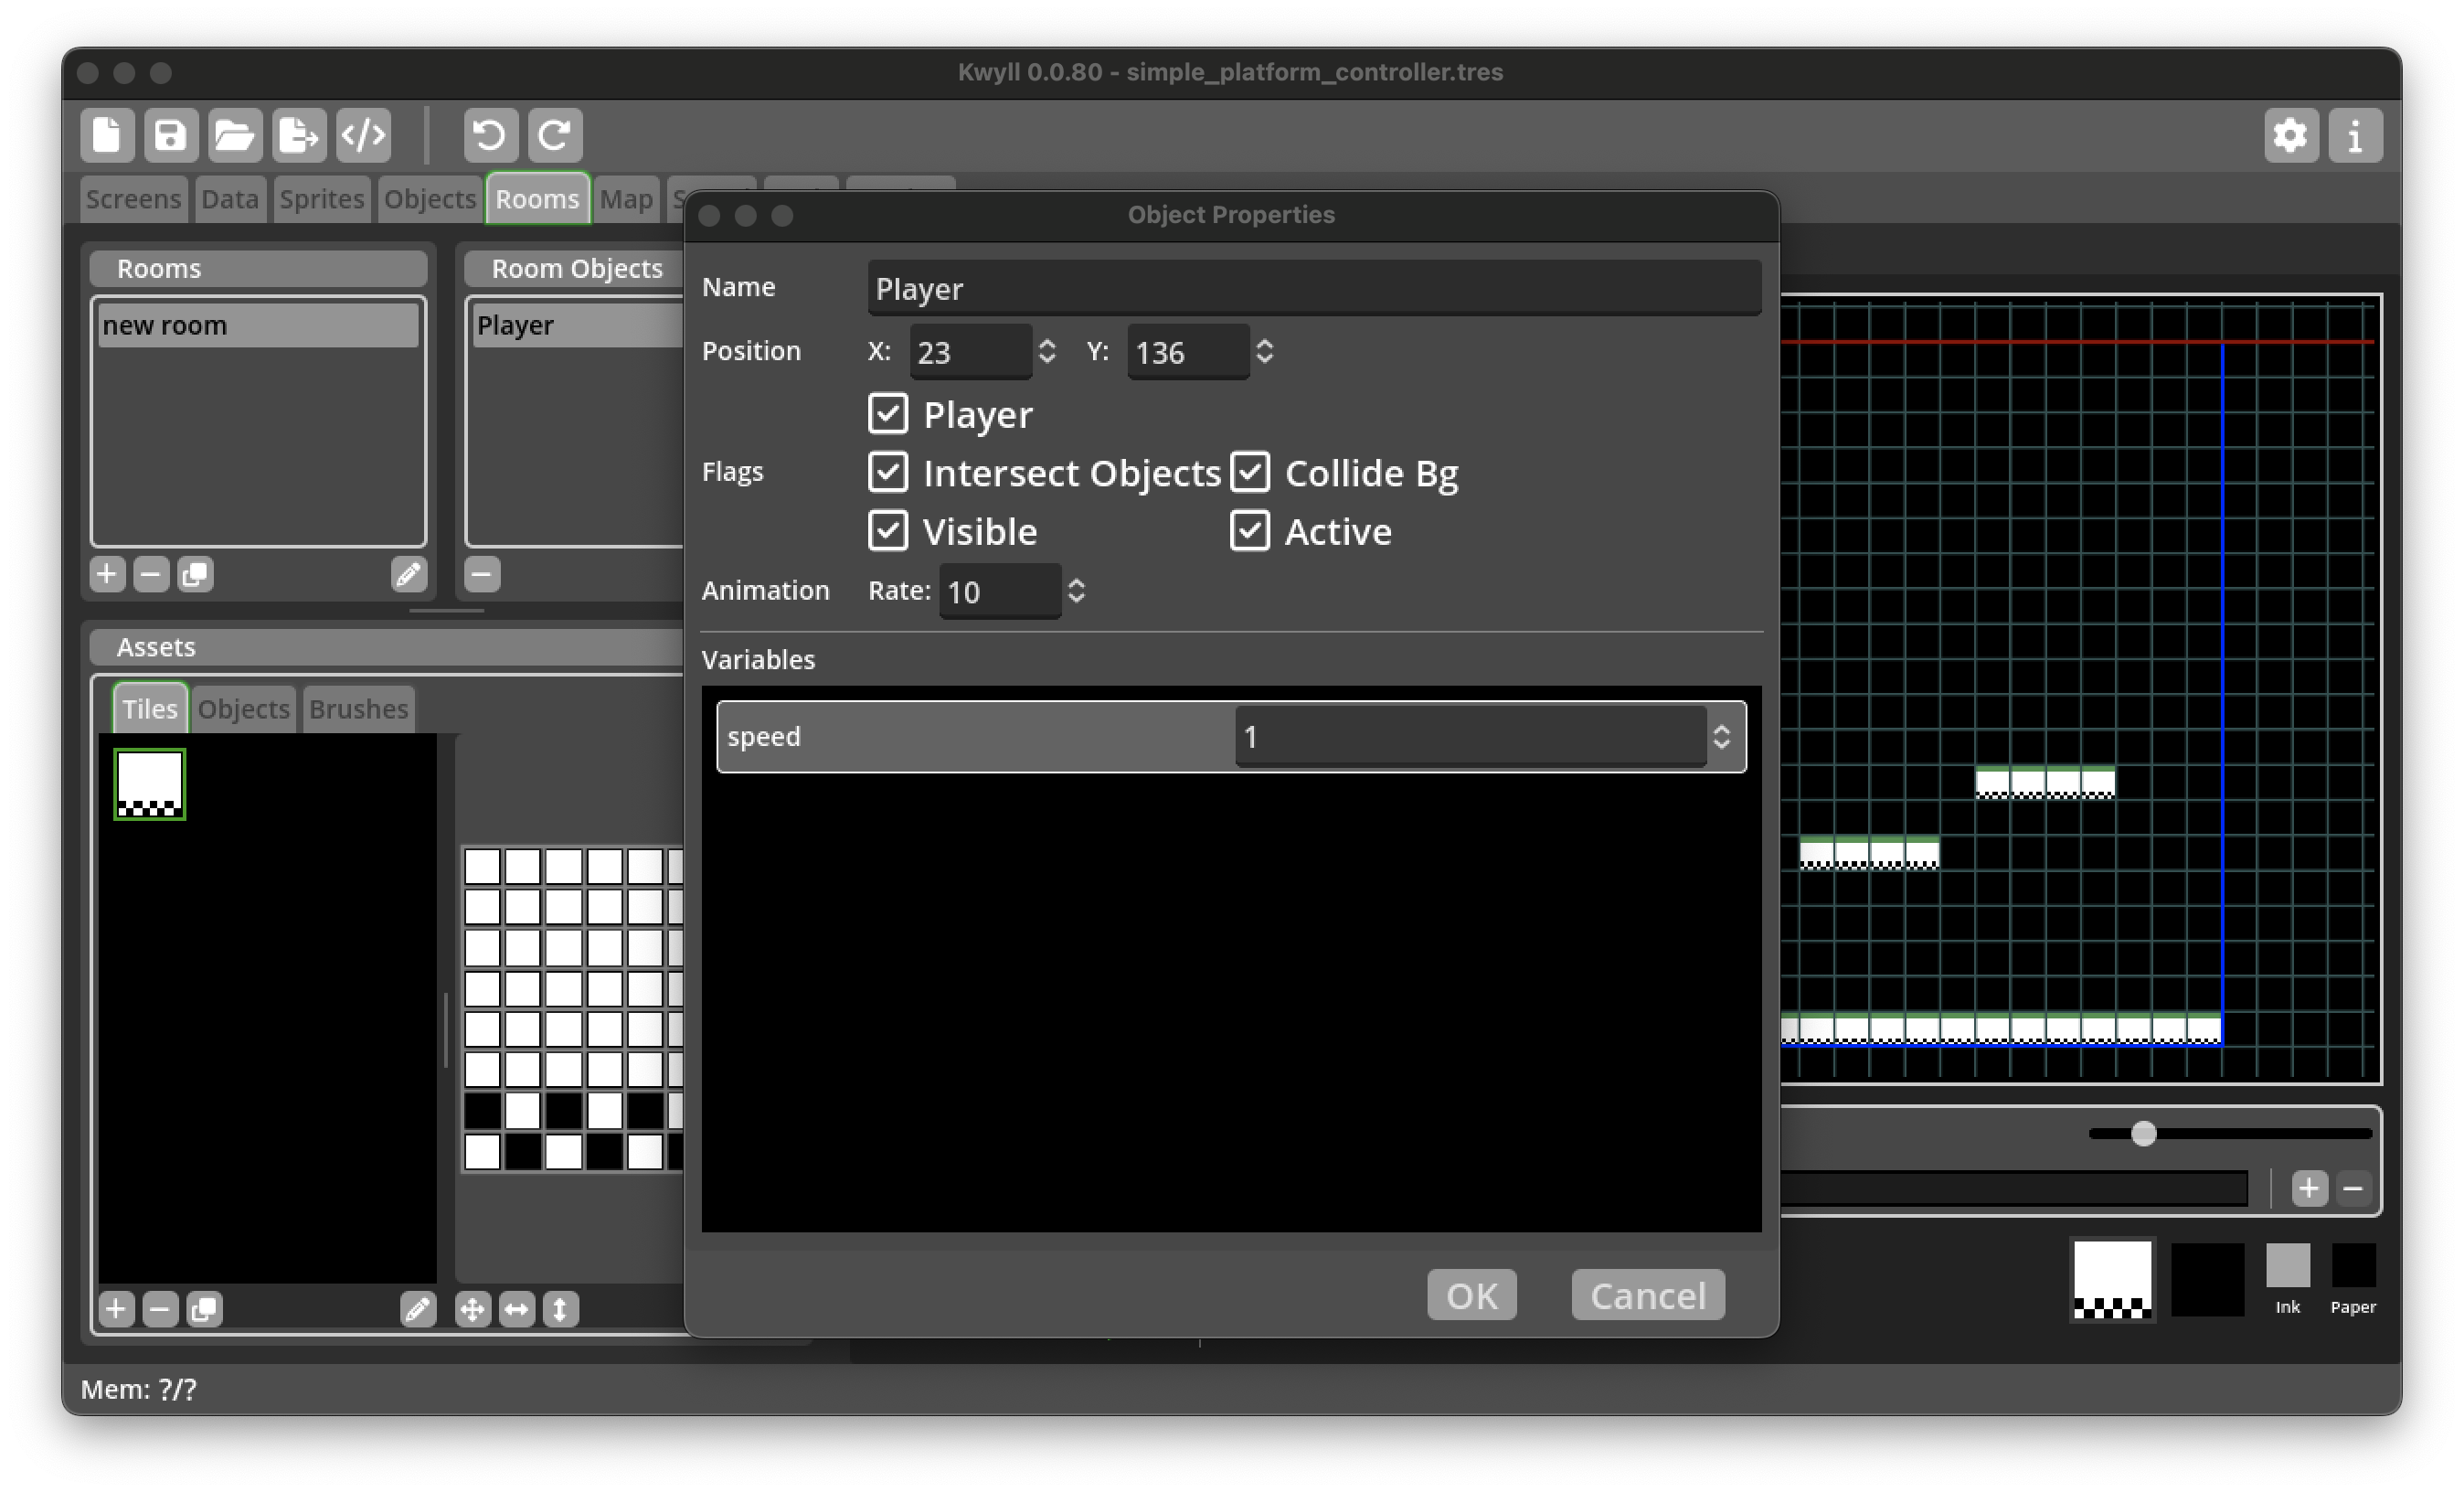 Kwyll 0.0.80 - simple_platform_controller.tres
Screens Data Sprites Objects Rooms Map
Object Properties
Rooms
Room Objects
new room
Player
Name Player
Position X: 23 Y: 136
Player
Flags Intersect Objects Collide Bg
Visible Active
Animation Rate: 10
Variables
speed 1
Assets
Tiles Objects Brushes
OK Cancel
Ink Paper
Mem: ?/?